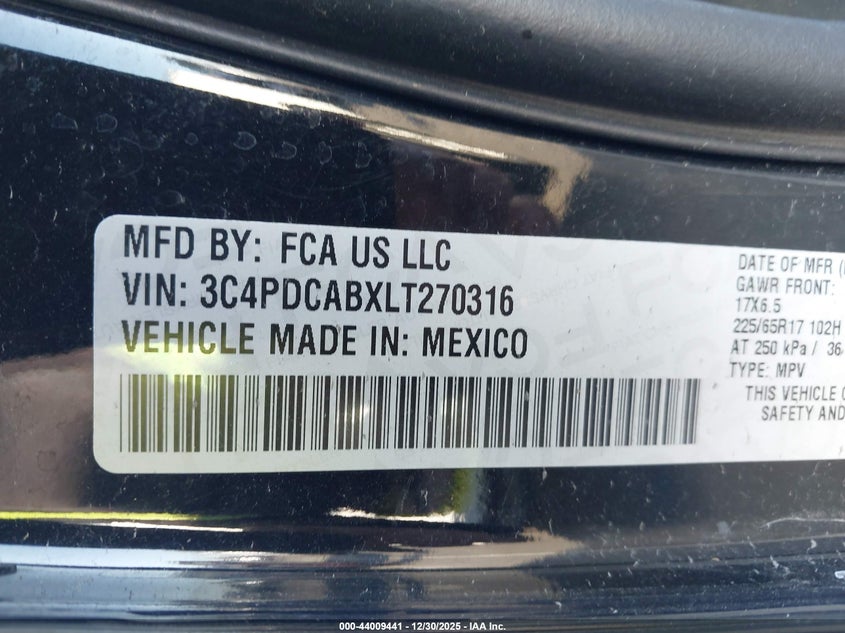 MFD BY: FCA US LLC
VIN: 3C4PDCABXLT270316
VEHICLE MADE IN: MEXICO
DATE OF MFR
GAWR FRONT:
17X6.5
225/65R17 102H
AT 250 kPa / 36
TYPE: MPV
THIS VEHICLE
SAFETY AND
000-44009441 - 12/30/2025 - IAA Inc.